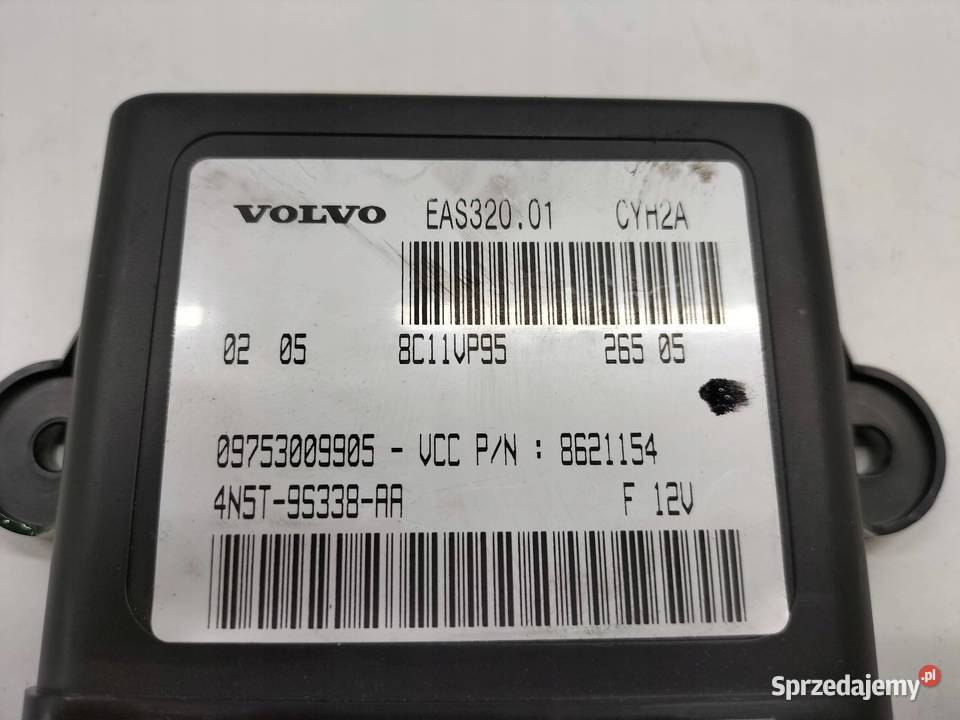 VOLVO EAS320.01 CYH2A
02 05 8C11VP95 265 05
09753009905 - VCC P/N : 8621154
4N5T-9S338-AA F 12V
Sprzedajemy.pl